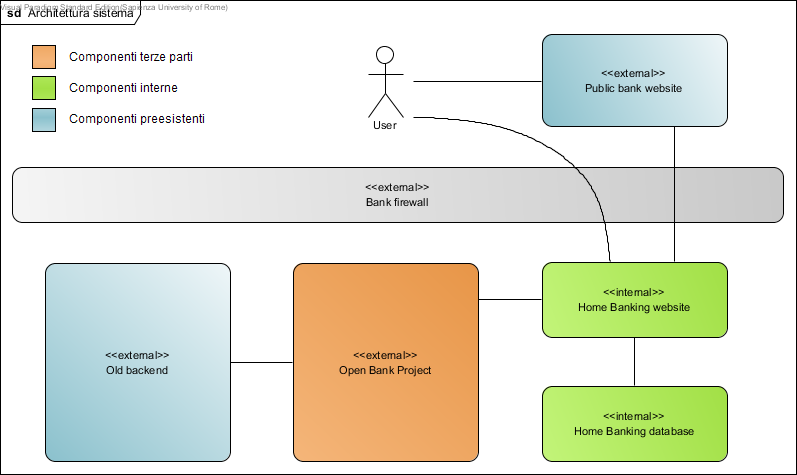 Visual Paradigm Standard Edition(Sapienza University of Rome)
sd Architettura sistema
Componenti terze parti
Componenti interne
Componenti preesistenti
User
<<external>>
Public bank website
<<external>>
Bank firewall
<<external>>
Old backend
<<external>>
Open Bank Project
<<internal>>
Home Banking website
<<internal>>
Home Banking database